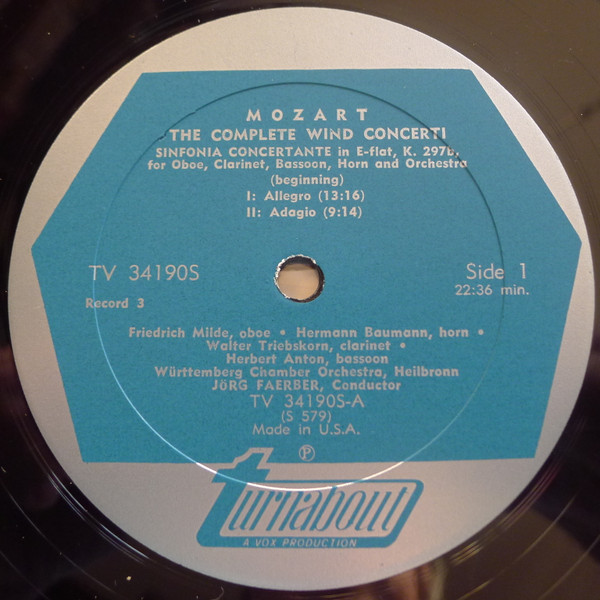 MOZART
THE COMPLETE WIND CONCERTI
SINFONIA CONCERTANTE in E-flat, K. 297b,
for Oboe, Clarinet, Bassoon, Horn and Orchestra
(beginning)
I: Allegro (13:16)
II: Adagio (9:14)
TV 34190S
Side 1
Record 3
22:36 min.
Friedrich Milde, oboe • Hermann Baumann, horn •
Walter Triebskorn, clarinet •
Herbert Anton, bassoon
Württemberg Chamber Orchestra, Heilbronn
JöRG FAERBER, Conductor
TV 34190S-A
(S 579)
Made in U.S.A.
℗
turnabout
A VOX PRODUCTION